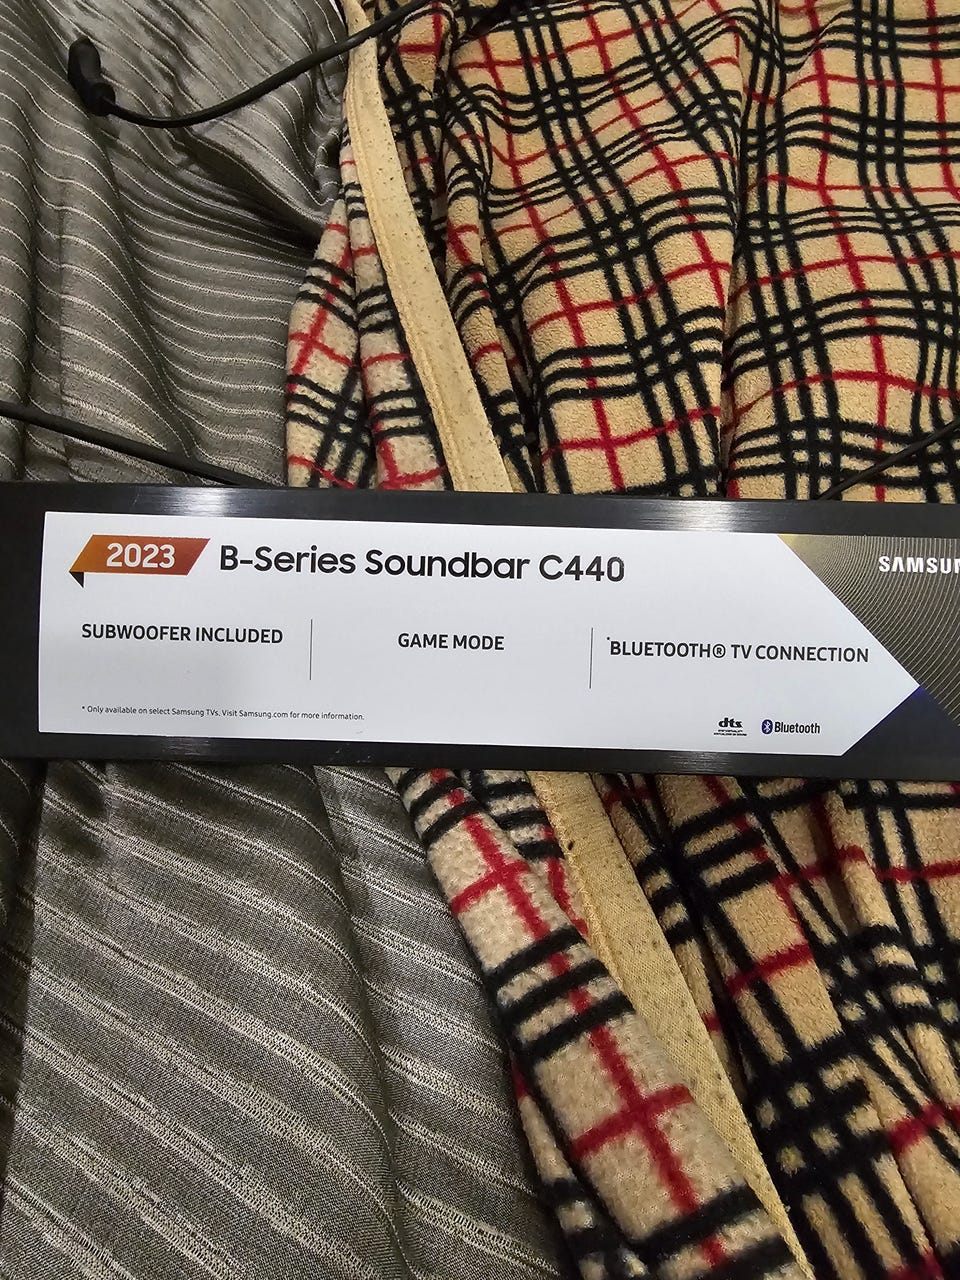 2023 B-Series Soundbar C440
SAMSUN
SUBWOOFER INCLUDED
GAME MODE
*BLUETOOTH® TV CONNECTION
* Only available on select Samsung TVs. Visit Samsung.com for more information.
dts
Bluetooth